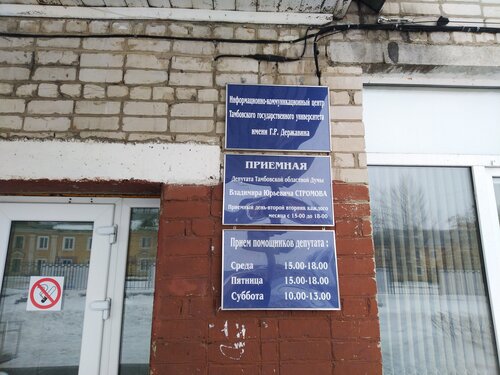 Информационно-коммуникационный центр
Тамбовского государственного университета
имени Г.Р. Державина
ПРИЕМНАЯ
Депутата Тамбовской областной Думы
Владимира Юрьевича СТРОМОВА
Приемный день-второй вторник каждого
месяца с 15-00 до 18-00
Прием помощников депутата :
Среда 15.00-18.00
Пятница 15.00-18.00
Суббота 10.00-13.00